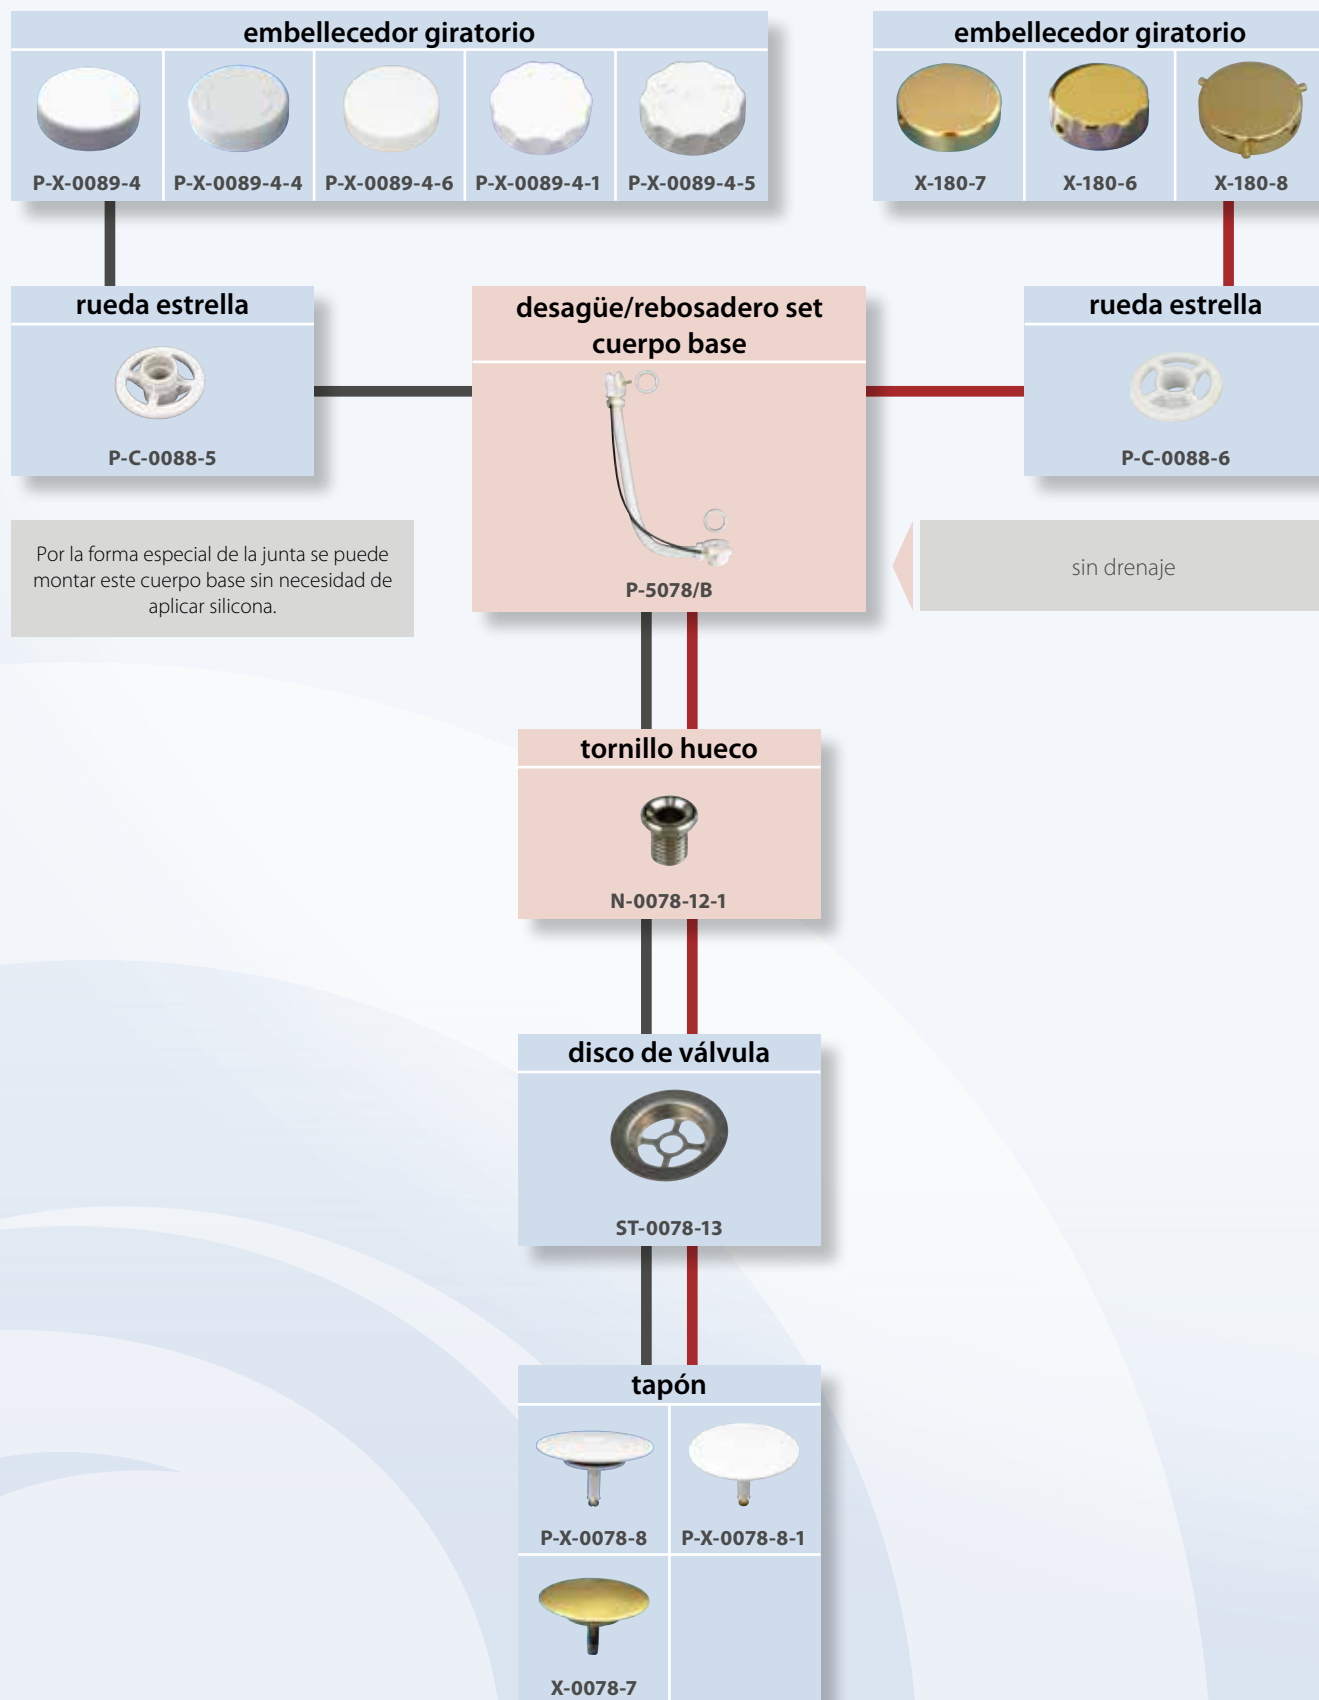 embellecedor giratorio
P-X-0089-4
P-X-0089-4-4
P-X-0089-4-6
P-X-0089-4-1
P-X-0089-4-5
embellecedor giratorio
X-180-7
X-180-6
X-180-8
rueda estrella
P-C-0088-5
desagüe/rebosadero set
cuerpo base
P-5078/B
rueda estrella
P-C-0088-6
Por la forma especial de la junta se puede
montar este cuerpo base sin necesidad de
aplicar silicona.
sin drenaje
tornillo hueco
N-0078-12-1
disco de válvula
ST-0078-13
tapón
P-X-0078-8
P-X-0078-8-1
X-0078-7